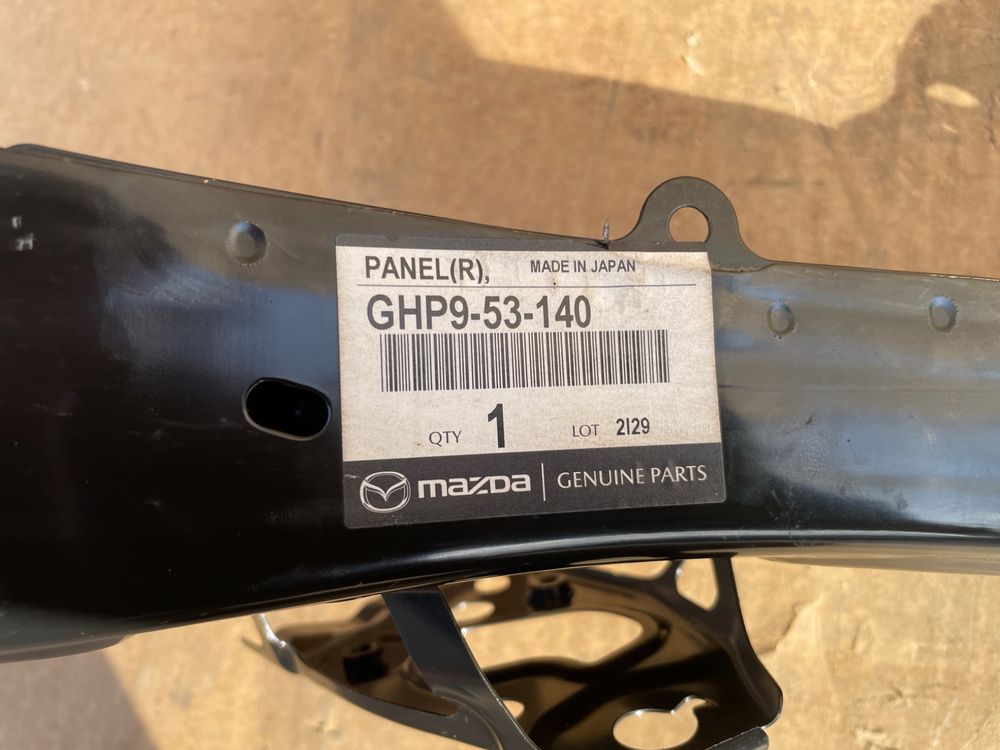 PANEL(R), MADE IN JAPAN
GHP9-53-140
QTY 1 LOT 2I29
mazda GENUINE PARTS